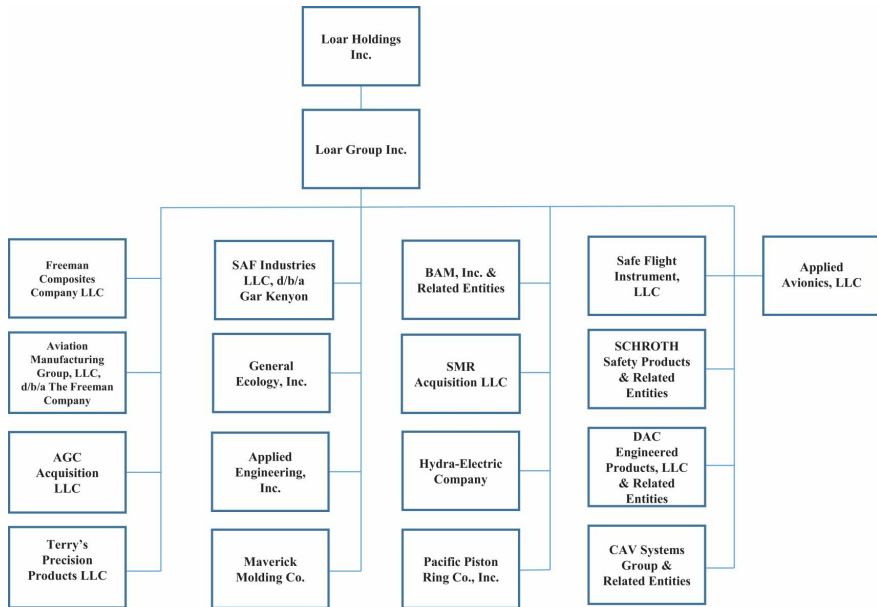 Loar Holdings
Inc.
Loar Group Inc.
Freeman
Composites
Company LLC
SAF Industries
LLC, d/b/a
Gar Kenyon
BAM, Inc. &
Related Entities
Safe Flight
Instrument,
LLC
Applied
Avionics, LLC
Aviation
Manufacturing
Group, LLC,
d/b/a The Freeman
Company
General
Ecology, Inc.
SMR
Acquisition LLC
SCHROTH
Safety Products
& Related
Entities
AGC
Acquisition
LLC
Applied
Engineering,
Inc.
Hydra-Electric
Company
DAC
Engineered
Products, LLC
& Related
Entities
Terry’s
Precision
Products LLC
Maverick
Molding Co.
Pacific Piston
Ring Co., Inc.
CAV Systems
Group &
Related Entities